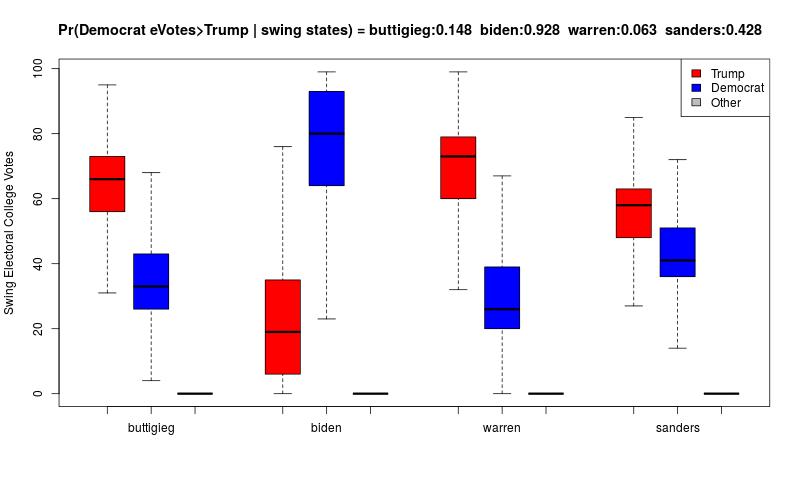 Pr(Democrat eVotes>Trump | swing states) = buttigieg:0.148 biden:0.928 warren:0.063 sanders:0.428
Trump
Democrat
Other
Swing Electoral College Votes
100
80
60
40
20
0
buttigieg biden warren sanders